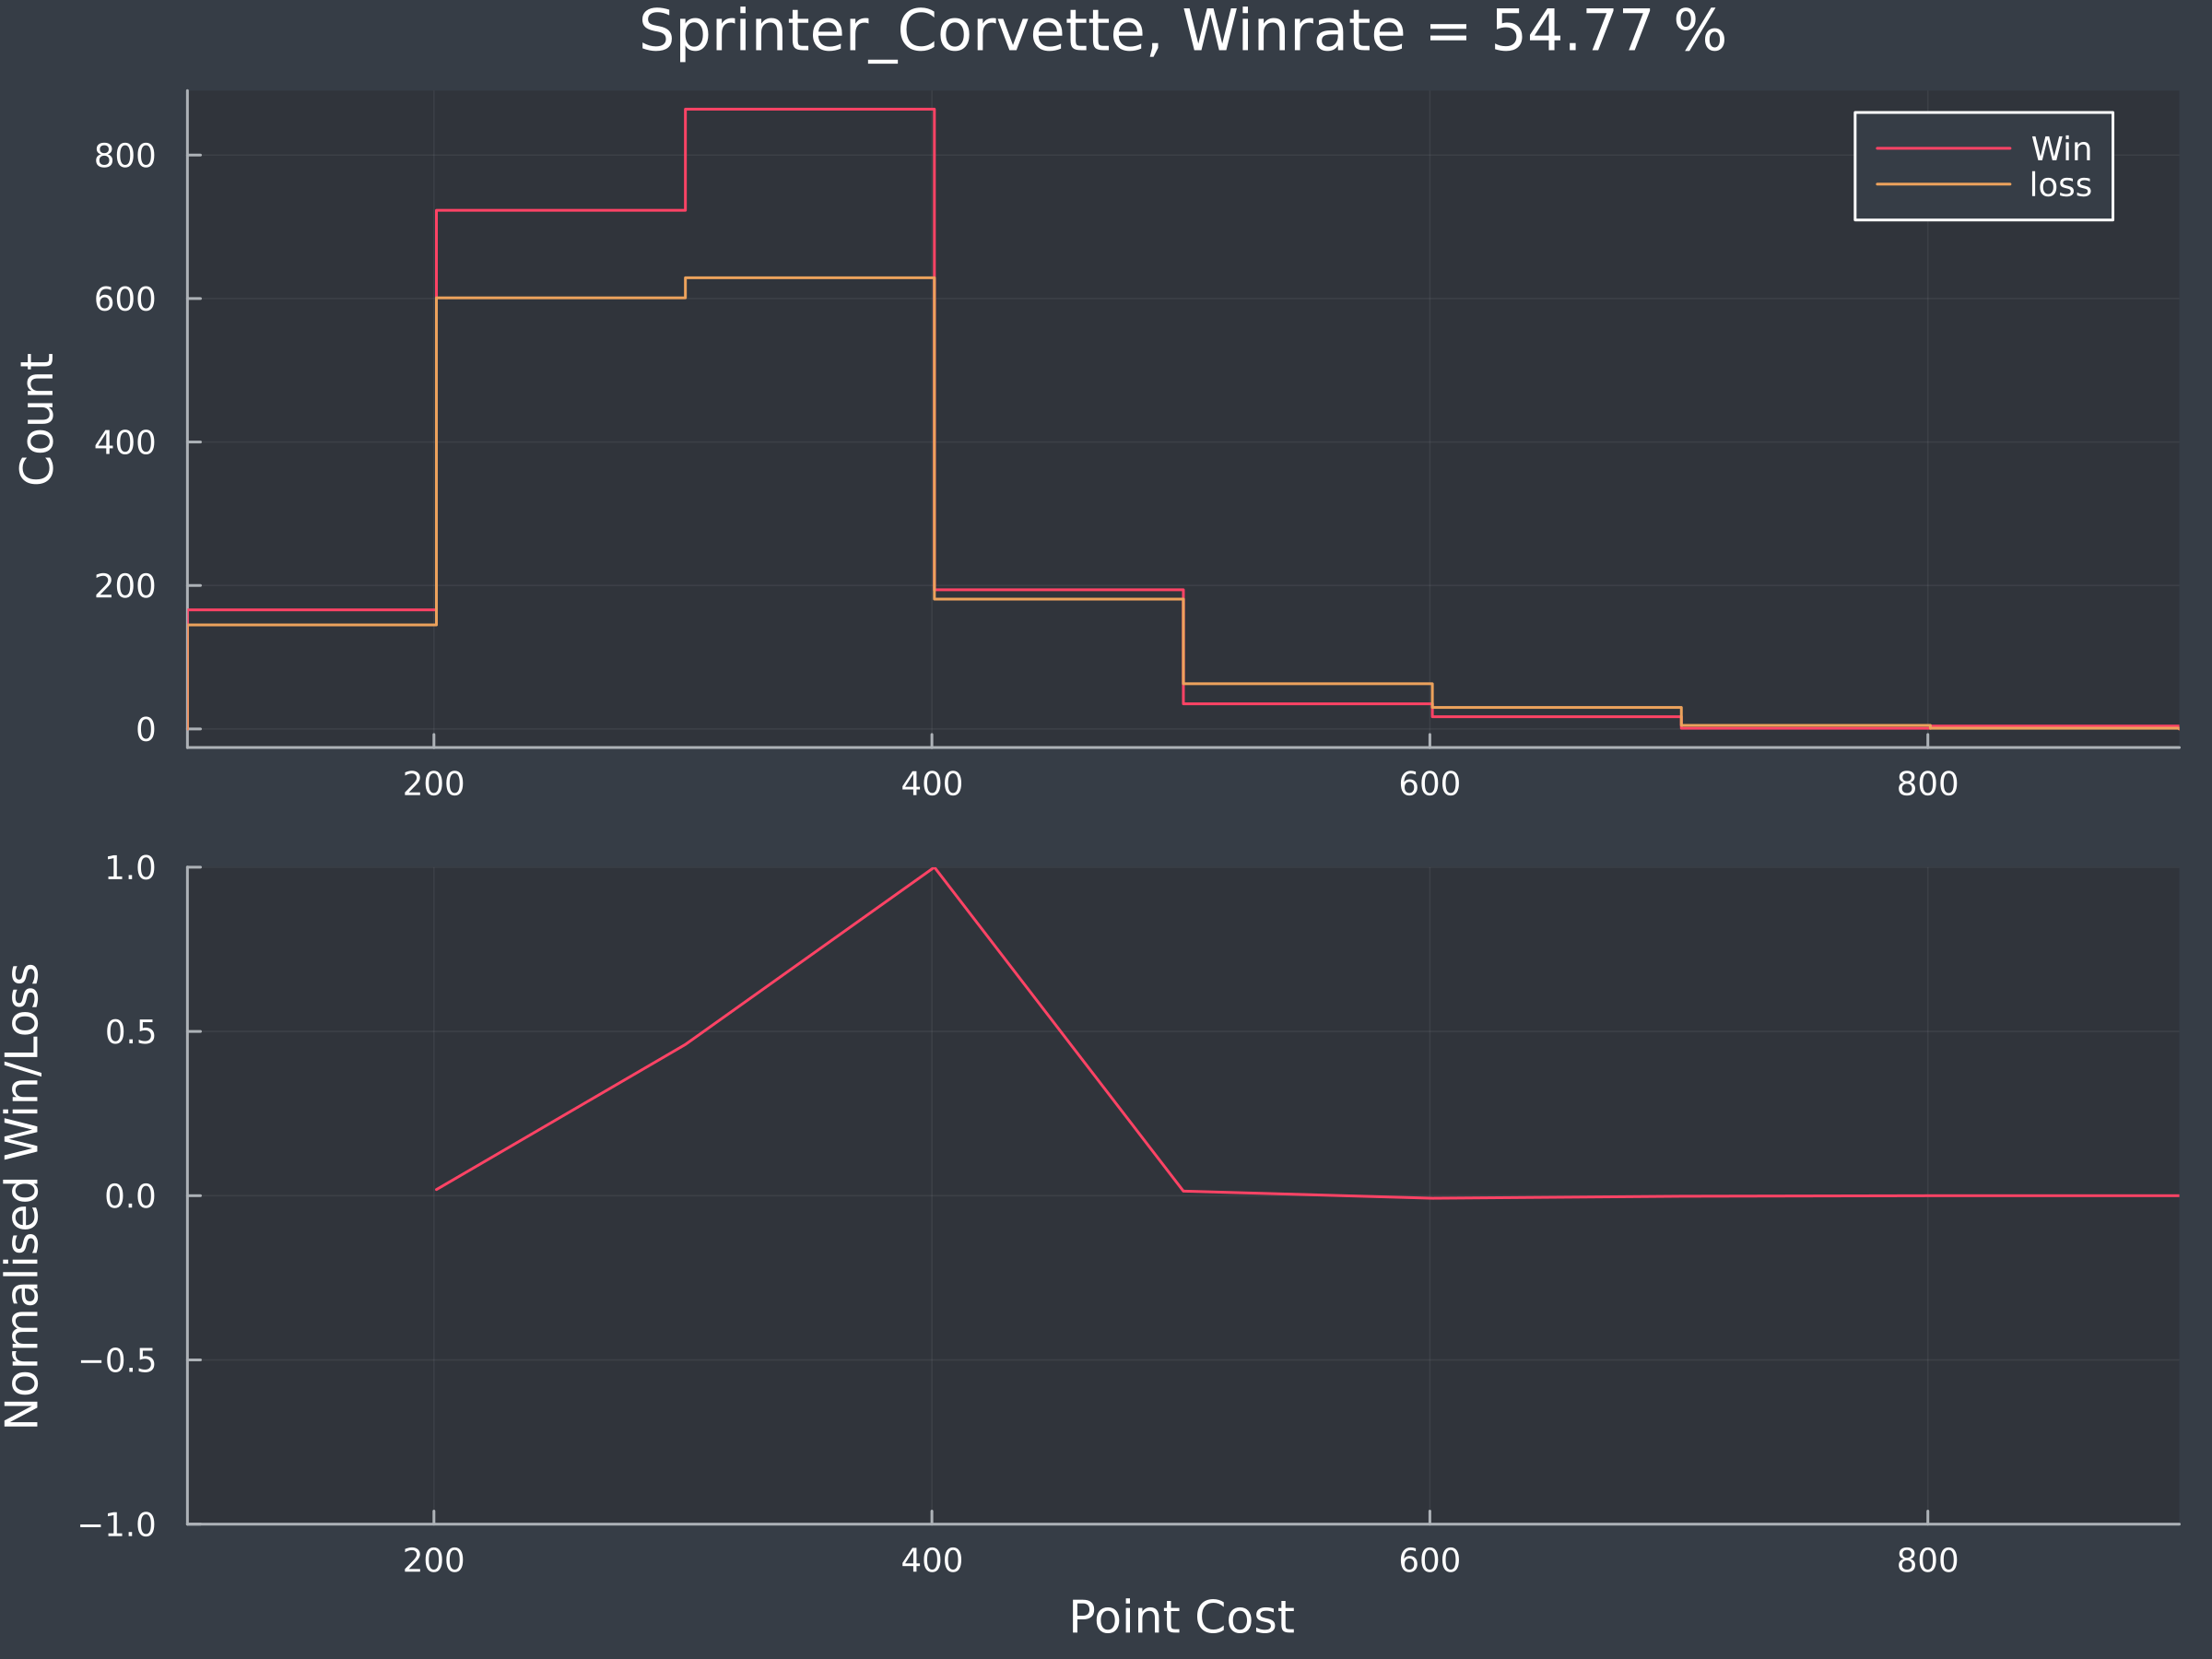 Sprinter_Corvette, Winrate = 54.77 %
Win
loss
Count
800
600
400
200
0
200 400 600 800
Normalised Win/Loss
1.0
0.5
0.0
−0.5
−1.0
200 400 600 800
Point Cost